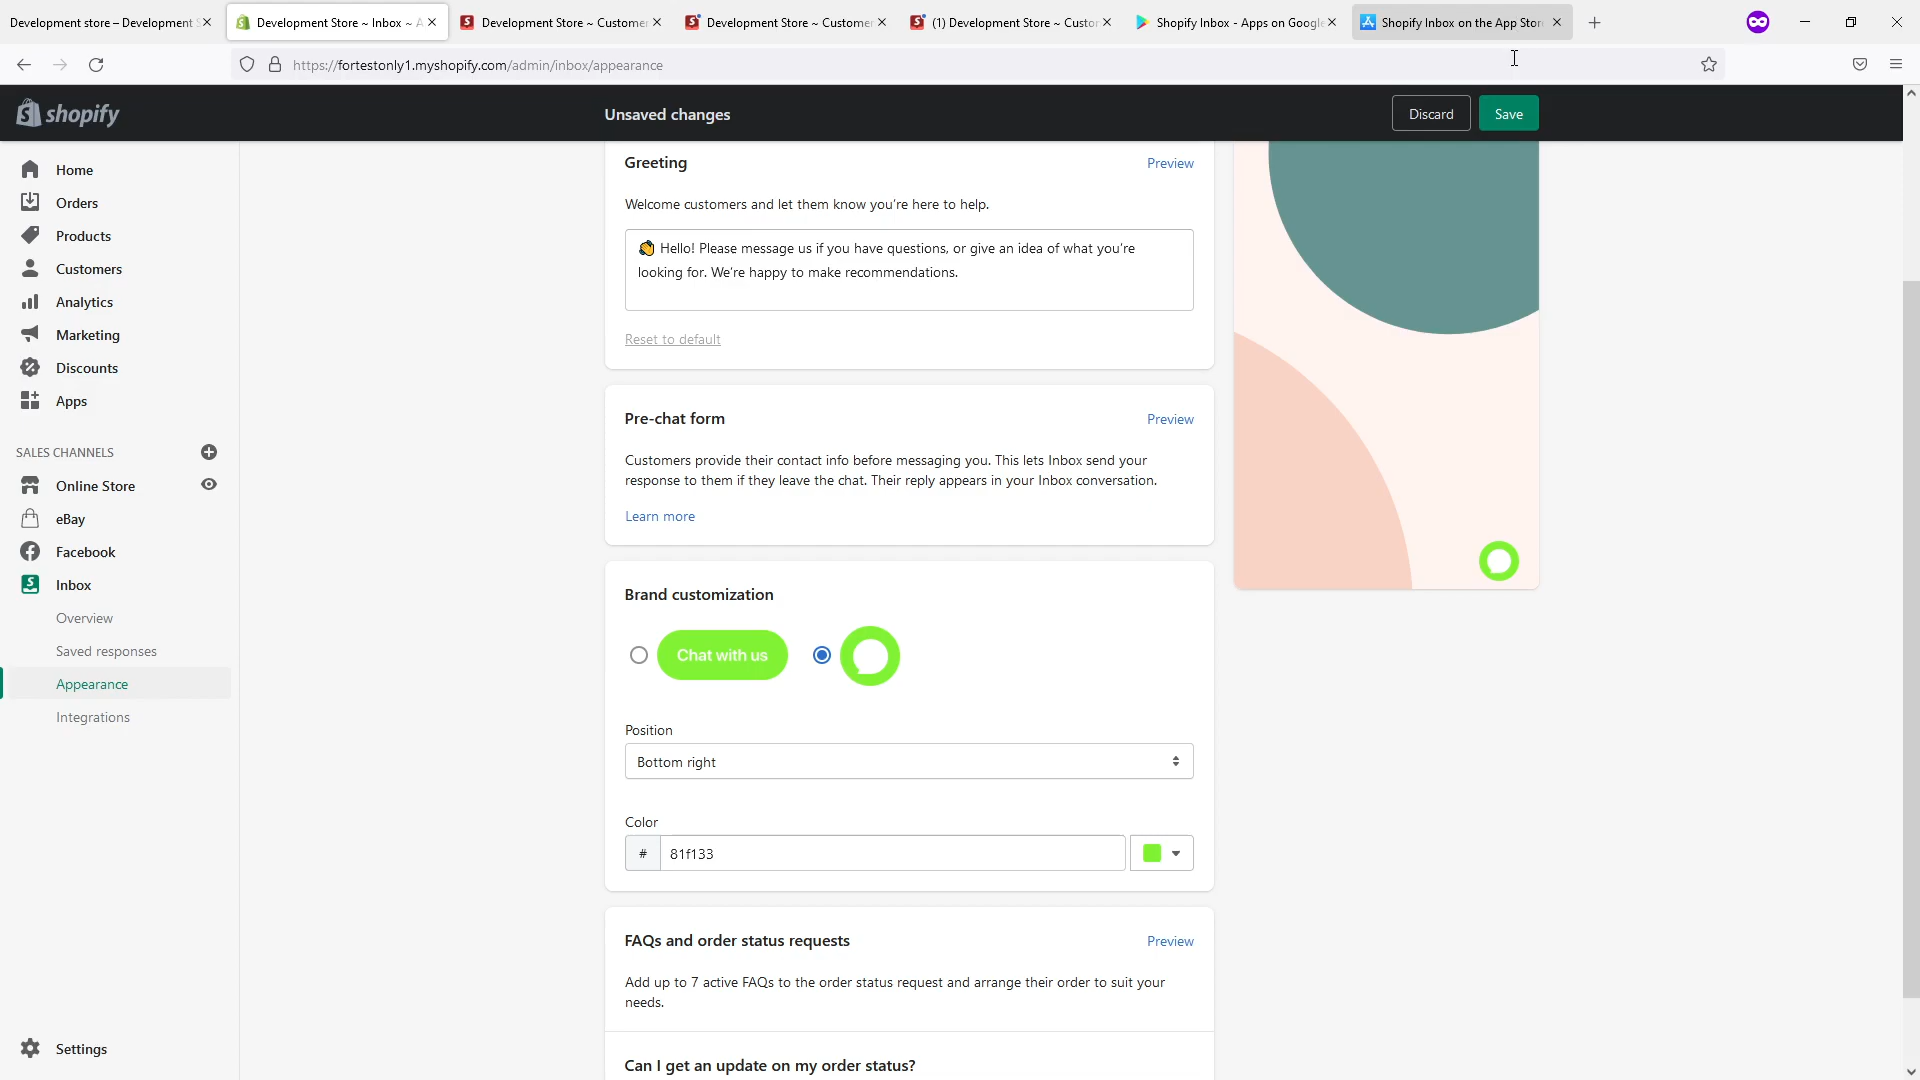 Development store – Development S
Development Store ~ Inbox ~ A
Development Store ~ Customer
Development Store ~ Customer
(1) Development Store ~ Custor
Shopify Inbox - Apps on Google
Shopify Inbox on the App Stor
https://fortestonly1.myshopify.com/admin/inbox/appearance
shopify
Unsaved changes
Discard
Save
Home
Orders
Products
Customers
Analytics
Marketing
Discounts
Apps
SALES CHANNELS
Online Store
eBay
Facebook
Inbox
Overview
Saved responses
Appearance
Integrations
Settings
Greeting
Preview
Welcome customers and let them know you're here to help.
👋 Hello! Please message us if you have questions, or give an idea of what you're
looking for. We're happy to make recommendations.
Reset to default
Pre-chat form
Preview
Customers provide their contact info before messaging you. This lets Inbox send your
response to them if they leave the chat. Their reply appears in your Inbox conversation.
Learn more
Brand customization
Chat with us
Position
Bottom right
Color
# 81f133
FAQs and order status requests
Preview
Add up to 7 active FAQs to the order status request and arrange their order to suit your
needs.
Can I get an update on my order status?